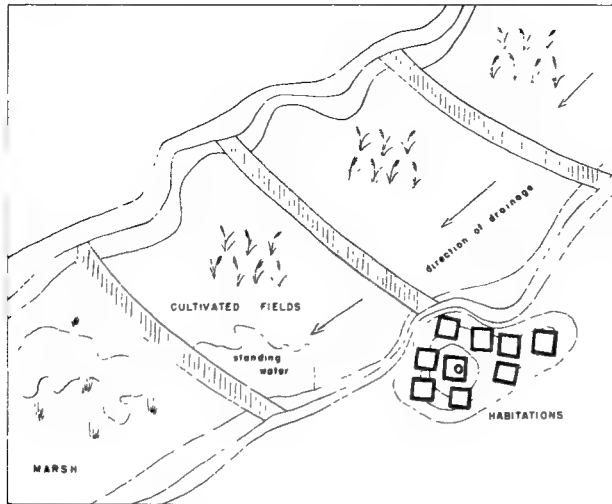 direction of drainage
CULTIVATED FIELDS
standing
water
HABITATIONS
MARSH